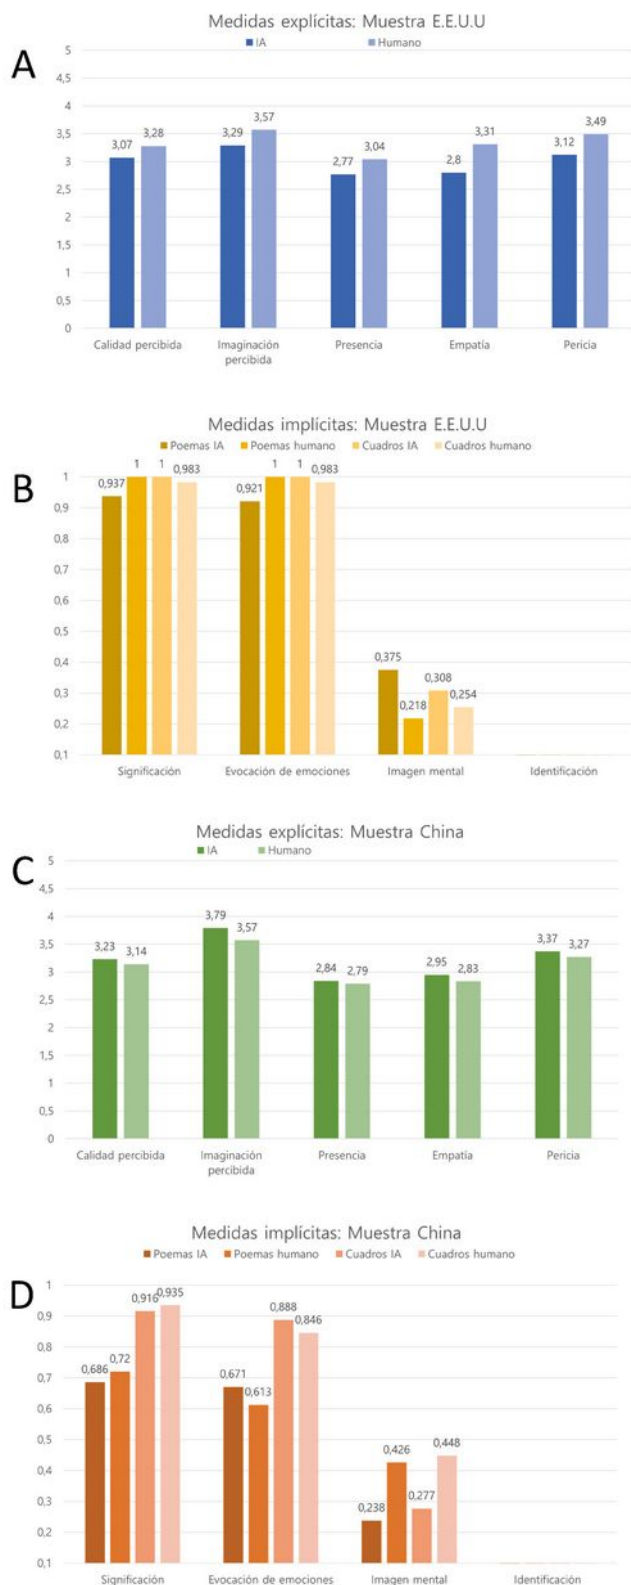 A
Medidas explícitas: Muestra E.E.U.U
IA Humano
5
4,5
4
3,5
3
2,5
2
1,5
1
0,5
0
3,07 3,28 3,29 3,57 2,77 3,04 2,8 3,31 3,12 3,49
Calidad percibida Imaginación percibida Presencia Empatía Pericia
B
Medidas implícitas: Muestra E.E.U.U
Poemas IA Poemas humano Cuadros IA Cuadros humano
1
0,9
0,8
0,7
0,6
0,5
0,4
0,3
0,2
0,1
0,937 1 1 0,983 0,921 1 1 0,983 0,375 0,218 0,308 0,254
Significación Evocación de emociones Imagen mental Identificación
C
Medidas explícitas: Muestra China
IA Humano
5
4,5
4
3,5
3
2,5
2
1,5
1
0,5
0
3,23 3,14 3,79 3,57 2,84 2,79 2,95 2,83 3,37 3,27
Calidad percibida Imaginación percibida Presencia Empatía Pericia
D
Medidas implícitas: Muestra China
Poemas IA Poemas humano Cuadros IA Cuadros humano
1
0,9
0,8
0,7
0,6
0,5
0,4
0,3
0,2
0,1
0,686 0,72 0,916 0,935 0,671 0,613 0,888 0,846 0,238 0,426 0,277 0,448
Significación Evocación de emociones Imagen mental Identificación